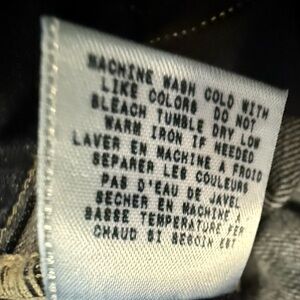 MACHINE WASH COLD WITH
LIKE COLORS DO NOT
BLEACH TUMBLE DRY LOW
WARM IRON IF NEEDED
LAVER EN MACHINE A FROID
SEPARER LES COULEURS
PAS D'EAU DE JAVEL
SECHER EN MACHINE A
BASSE TEMPERATURE FER
CHAUD SI BESOIN EST